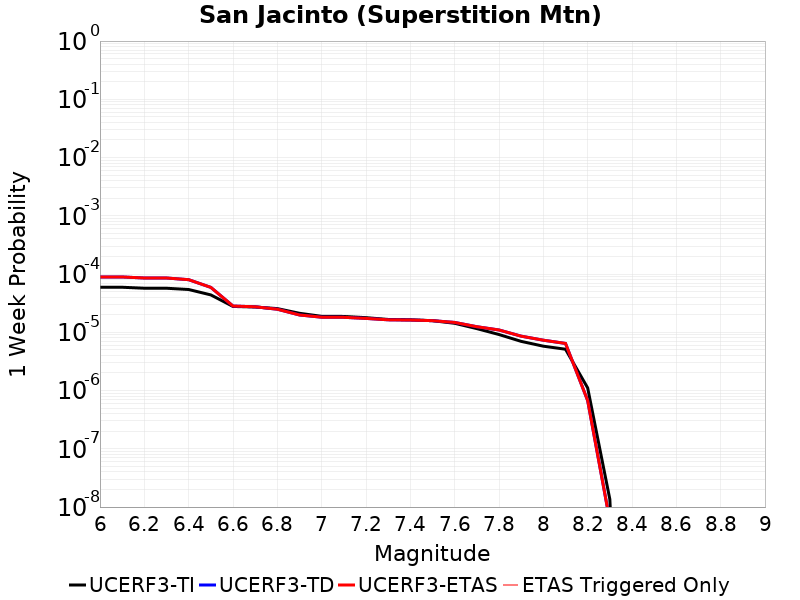 San Jacinto (Superstition Mtn)
1 Week Probability
10^0
10^-1
10^-2
10^-3
10^-4
10^-5
10^-6
10^-7
10^-8
6 6.2 6.4 6.6 6.8 7 7.2 7.4 7.6 7.8 8 8.2 8.4 8.6 8.8 9
Magnitude
UCERF3-TI UCERF3-TD UCERF3-ETAS ETAS Triggered Only